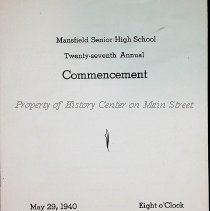 Mansfield Senior High School
Twenty-seventh Annual
Commencement
Property of History Center on Main Street
May 29, 1940 Eight o'Clock